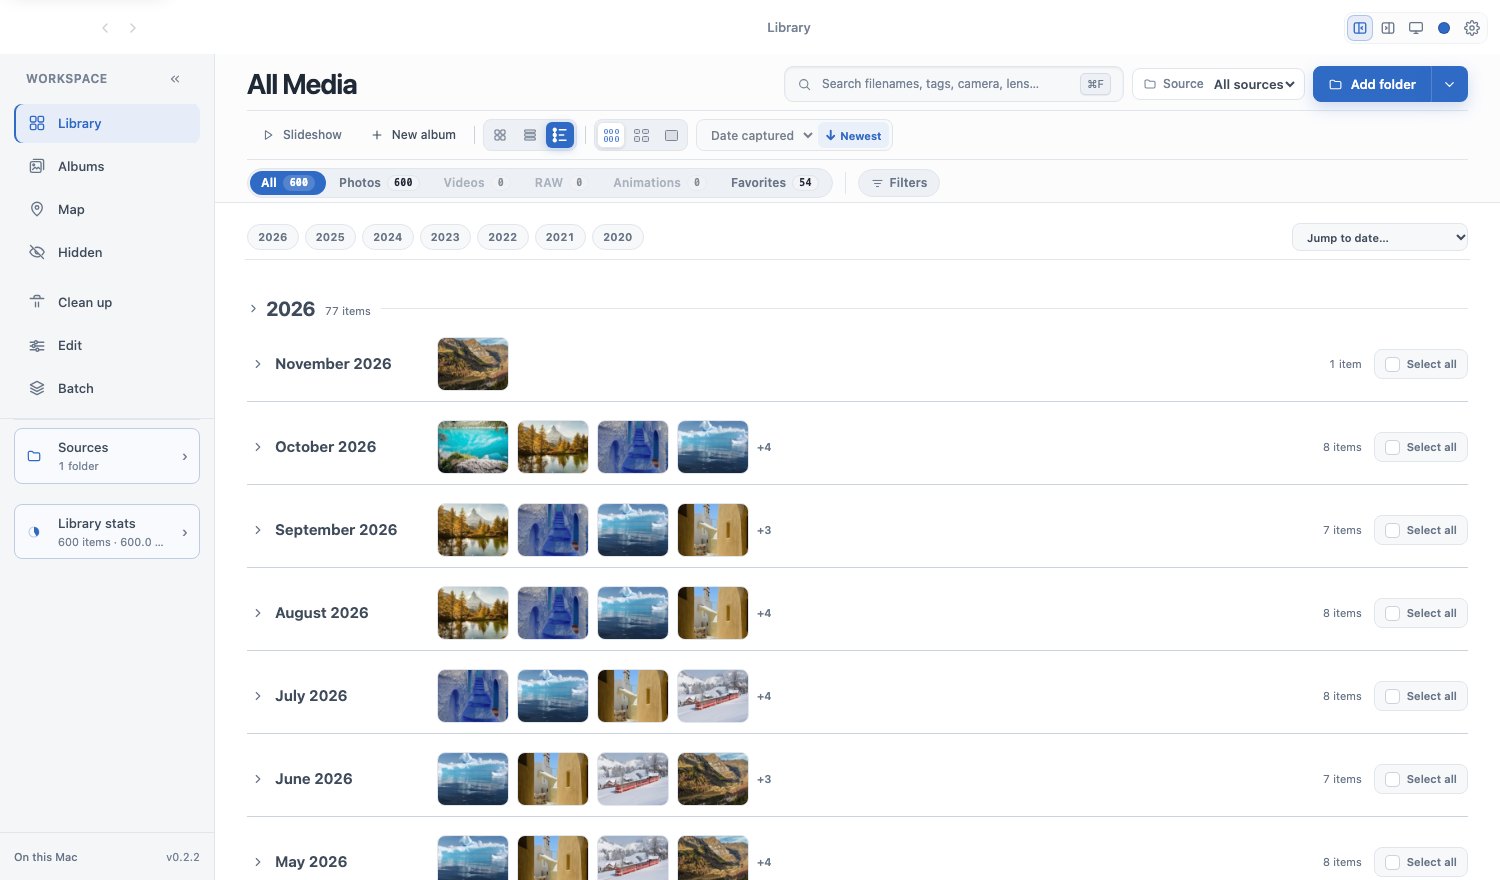 Library
WORKSPACE
Library
Albums
Map
Hidden
Clean up
Edit
Batch
Sources
1 folder
Library stats
600 items · 600.0 ...
On this Mac v0.2.2
All Media
Search filenames, tags, camera, lens... ⌘F
Source All sources
Add folder
Slideshow New album Date captured Newest
All 600 Photos 600 Videos 0 RAW 0 Animations 0 Favorites 54 Filters
2026 2025 2024 2023 2022 2021 2020 Jump to date...
2026 77 items
November 2026 1 item Select all
October 2026 +4 8 items Select all
September 2026 +3 7 items Select all
August 2026 +4 8 items Select all
July 2026 +4 8 items Select all
June 2026 +3 7 items Select all
May 2026 +4 8 items Select all